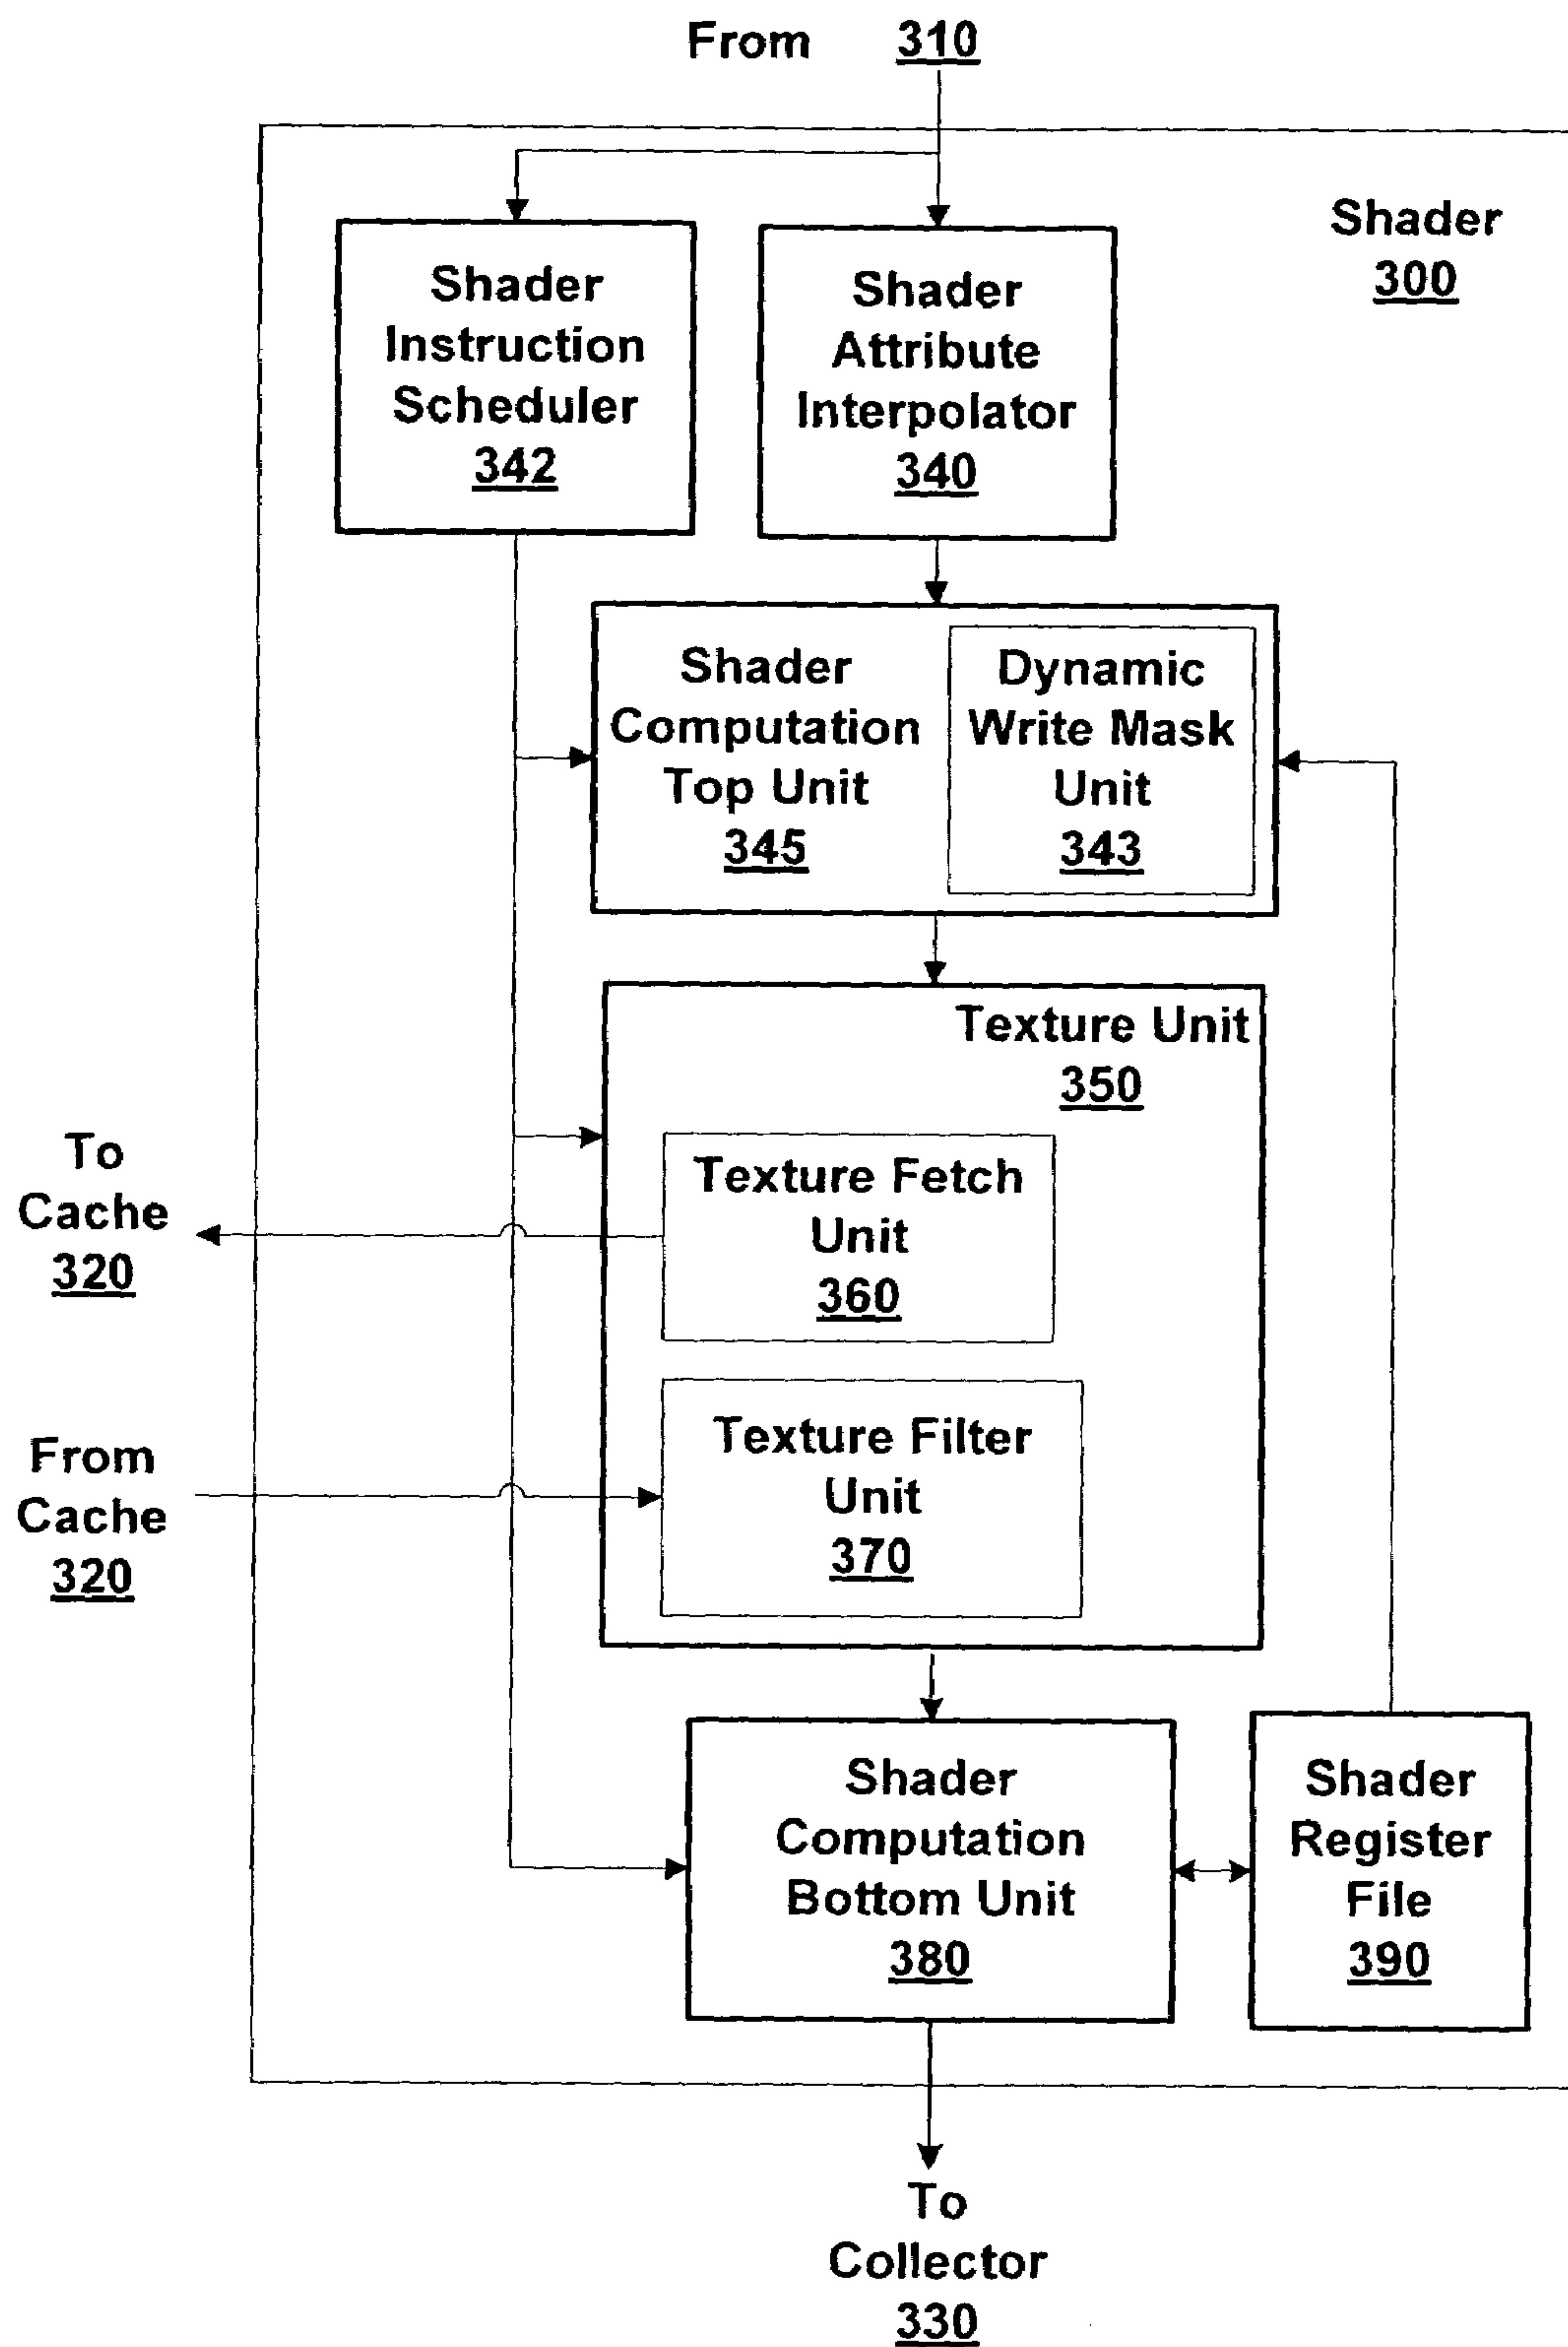 From 310
Shader
300
Shader
Instruction
Scheduler
342
Shader
Attribute
Interpolator
340
Shader
Computation
Top Unit
345
Dynamic
Write Mask
Unit
343
Texture Unit
350
To
Cache
320
Texture Fetch
Unit
360
From
Cache
320
Texture Filter
Unit
370
Shader
Computation
Bottom Unit
380
Shader
Register
File
390
To
Collector
330